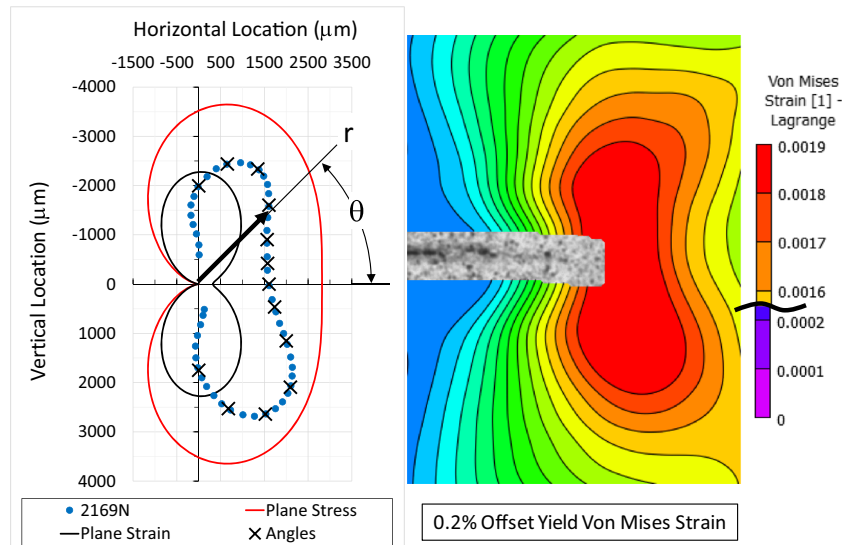 Horizontal Location (μm)
-1500 -500 500 1500 2500 3500
Vertical Location (μm)
-4000
-3000
-2000
-1000
0
1000
2000
3000
4000
r
θ
2169N
Plane Stress
Plane Strain
Angles
Von Mises
Strain [1] -
Lagrange
0.0019
0.0018
0.0017
0.0016
0.0002
0.0001
0
0.2% Offset Yield Von Mises Strain